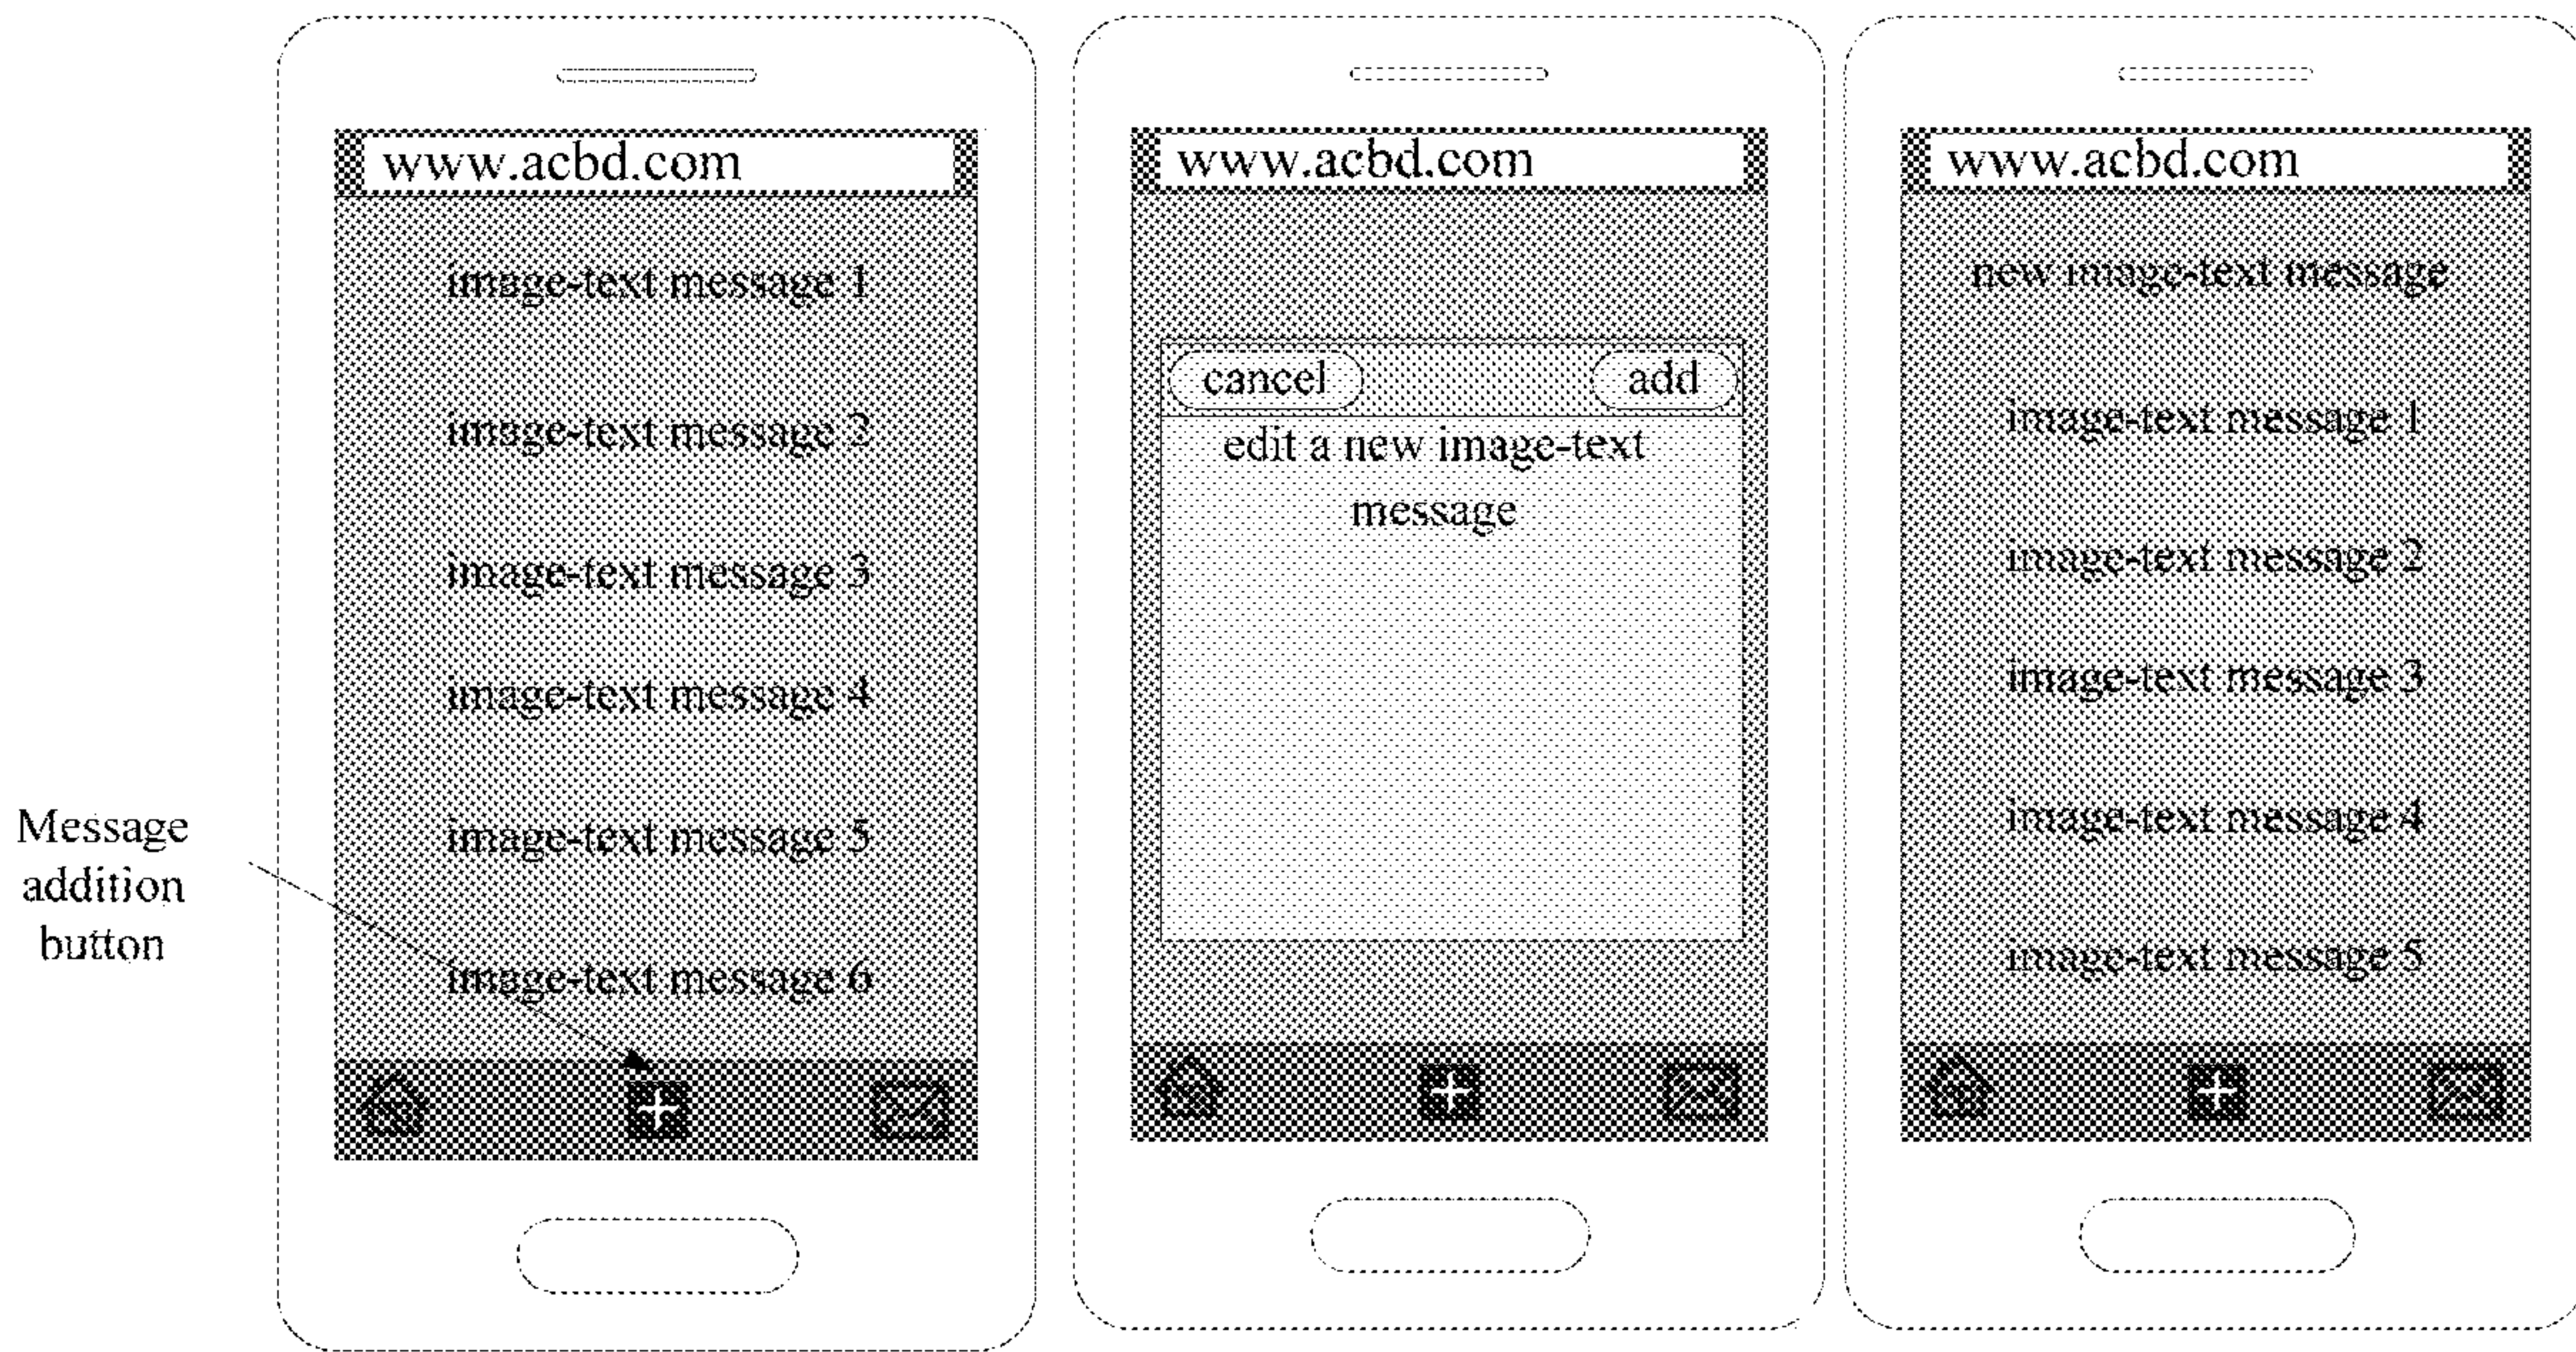 www.acbd.com
image-text message 1
image-text message 2
image-text message 3
image-text message 4
image-text message 5
image-text message 6
Message
addition
button
www.acbd.com
cancel
add
edit a new image-text
message
www.acbd.com
new image-text message
image-text message 1
image-text message 2
image-text message 3
image-text message 4
image-text message 5